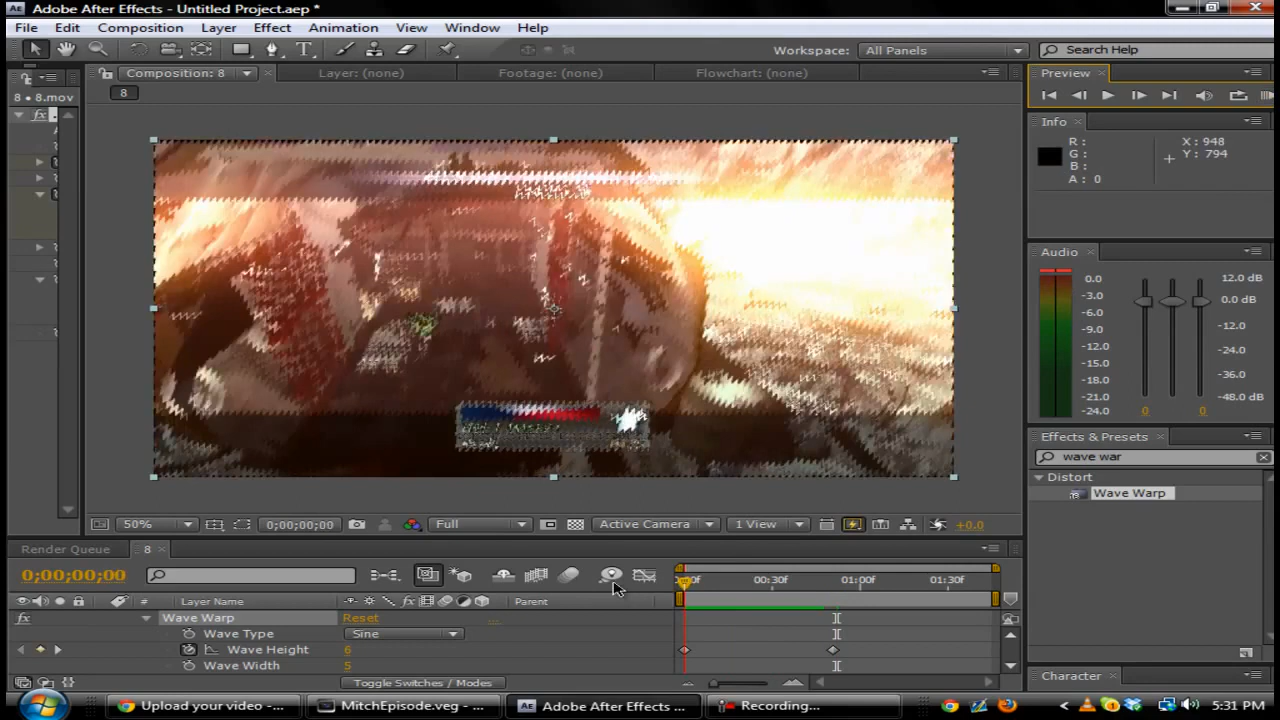 Ae Adobe After Effects - Untitled Project.aep *
File Edit Composition Layer Effect Animation View Window Help
Workspace: All Panels Search Help
Composition: 8 Layer: (none) Footage: (none) Flowchart: (none) Preview
8 • 8.mov
8
fx
Info
R :
G :
B :
A : 0
X : 948
Y : 794
Audio
0.0
-3.0
-6.0
-9.0
-12.0
-15.0
-18.0
-21.0
-24.0
12.0 dB
0.0 dB
-12.0
-24.0
-36.0
-48.0 dB
0 0
Effects & Presets
wave war
Distort
Wave Warp
50% 0;00;00;00 Full Active Camera 1 View +0.0
Render Queue 8
0;00;00;00
00:30f 01:00f 01:30f
# Layer Name fx Parent
fx Wave Warp Reset ...
Wave Type Sine
Wave Height 6
Wave Width 5
Toggle Switches / Modes
Character
Upload your video -... MitchEpisode.veg - ... Ae Adobe After Effects ... Recording... 5:31 PM